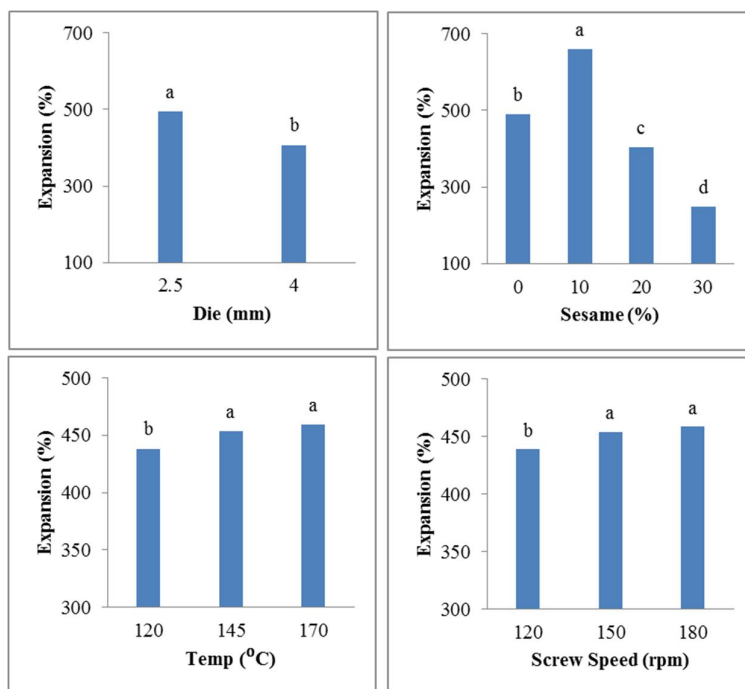 700
500
300
100
Expansion (%)
a
b
2.5 4
Die (mm)
700
500
300
100
Expansion (%)
b
a
c
d
0 10 20 30
Sesame (%)
500
450
400
350
300
Expansion (%)
b a a
120 145 170
Temp (⁰C)
500
450
400
350
300
Expansion (%)
b a a
120 150 180
Screw Speed (rpm)